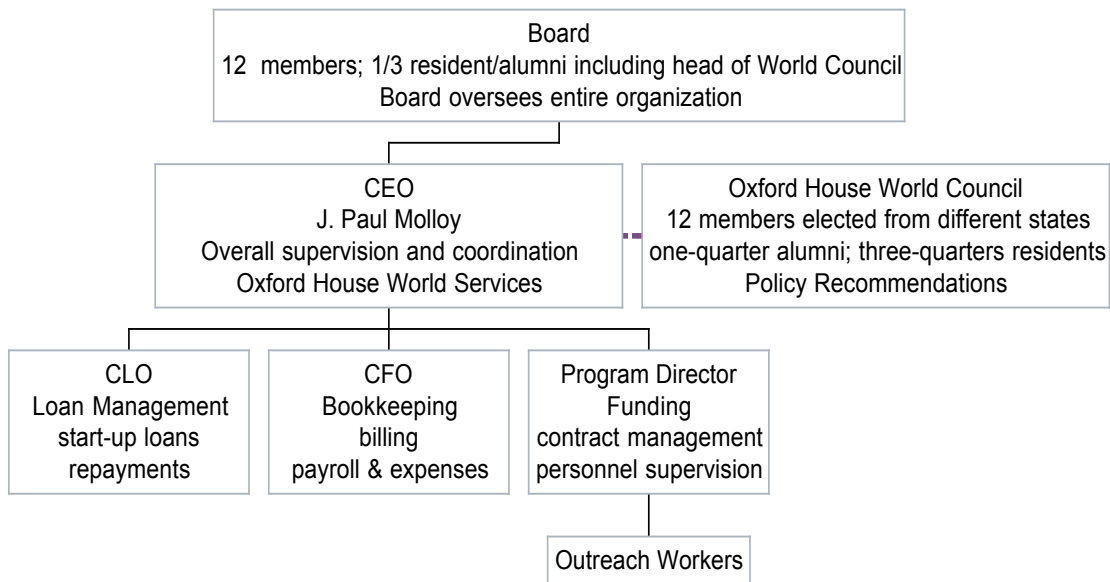 Board
12 members; 1/3 resident/alumni including head of World Council
Board oversees entire organization
CEO
J. Paul Molloy
Overall supervision and coordination
Oxford House World Services
Oxford House World Council
12 members elected from different states
one-quarter alumni; three-quarters residents
Policy Recommendations
CLO
Loan Management
start-up loans
repayments
CFO
Bookkeeping
billing
payroll & expenses
Program Director
Funding
contract management
personnel supervision
Outreach Workers